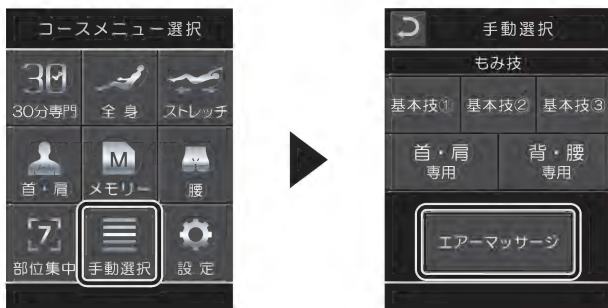 コースメニュー選択
30
30分専門
全身
ストレッチ
首・肩
M
メモリー
腰
7
部位集中
手動選択
設定
手動選択
もみ技
基本技①
基本技②
基本技③
首・肩
専用
背・腰
専用
エアーマッサージ